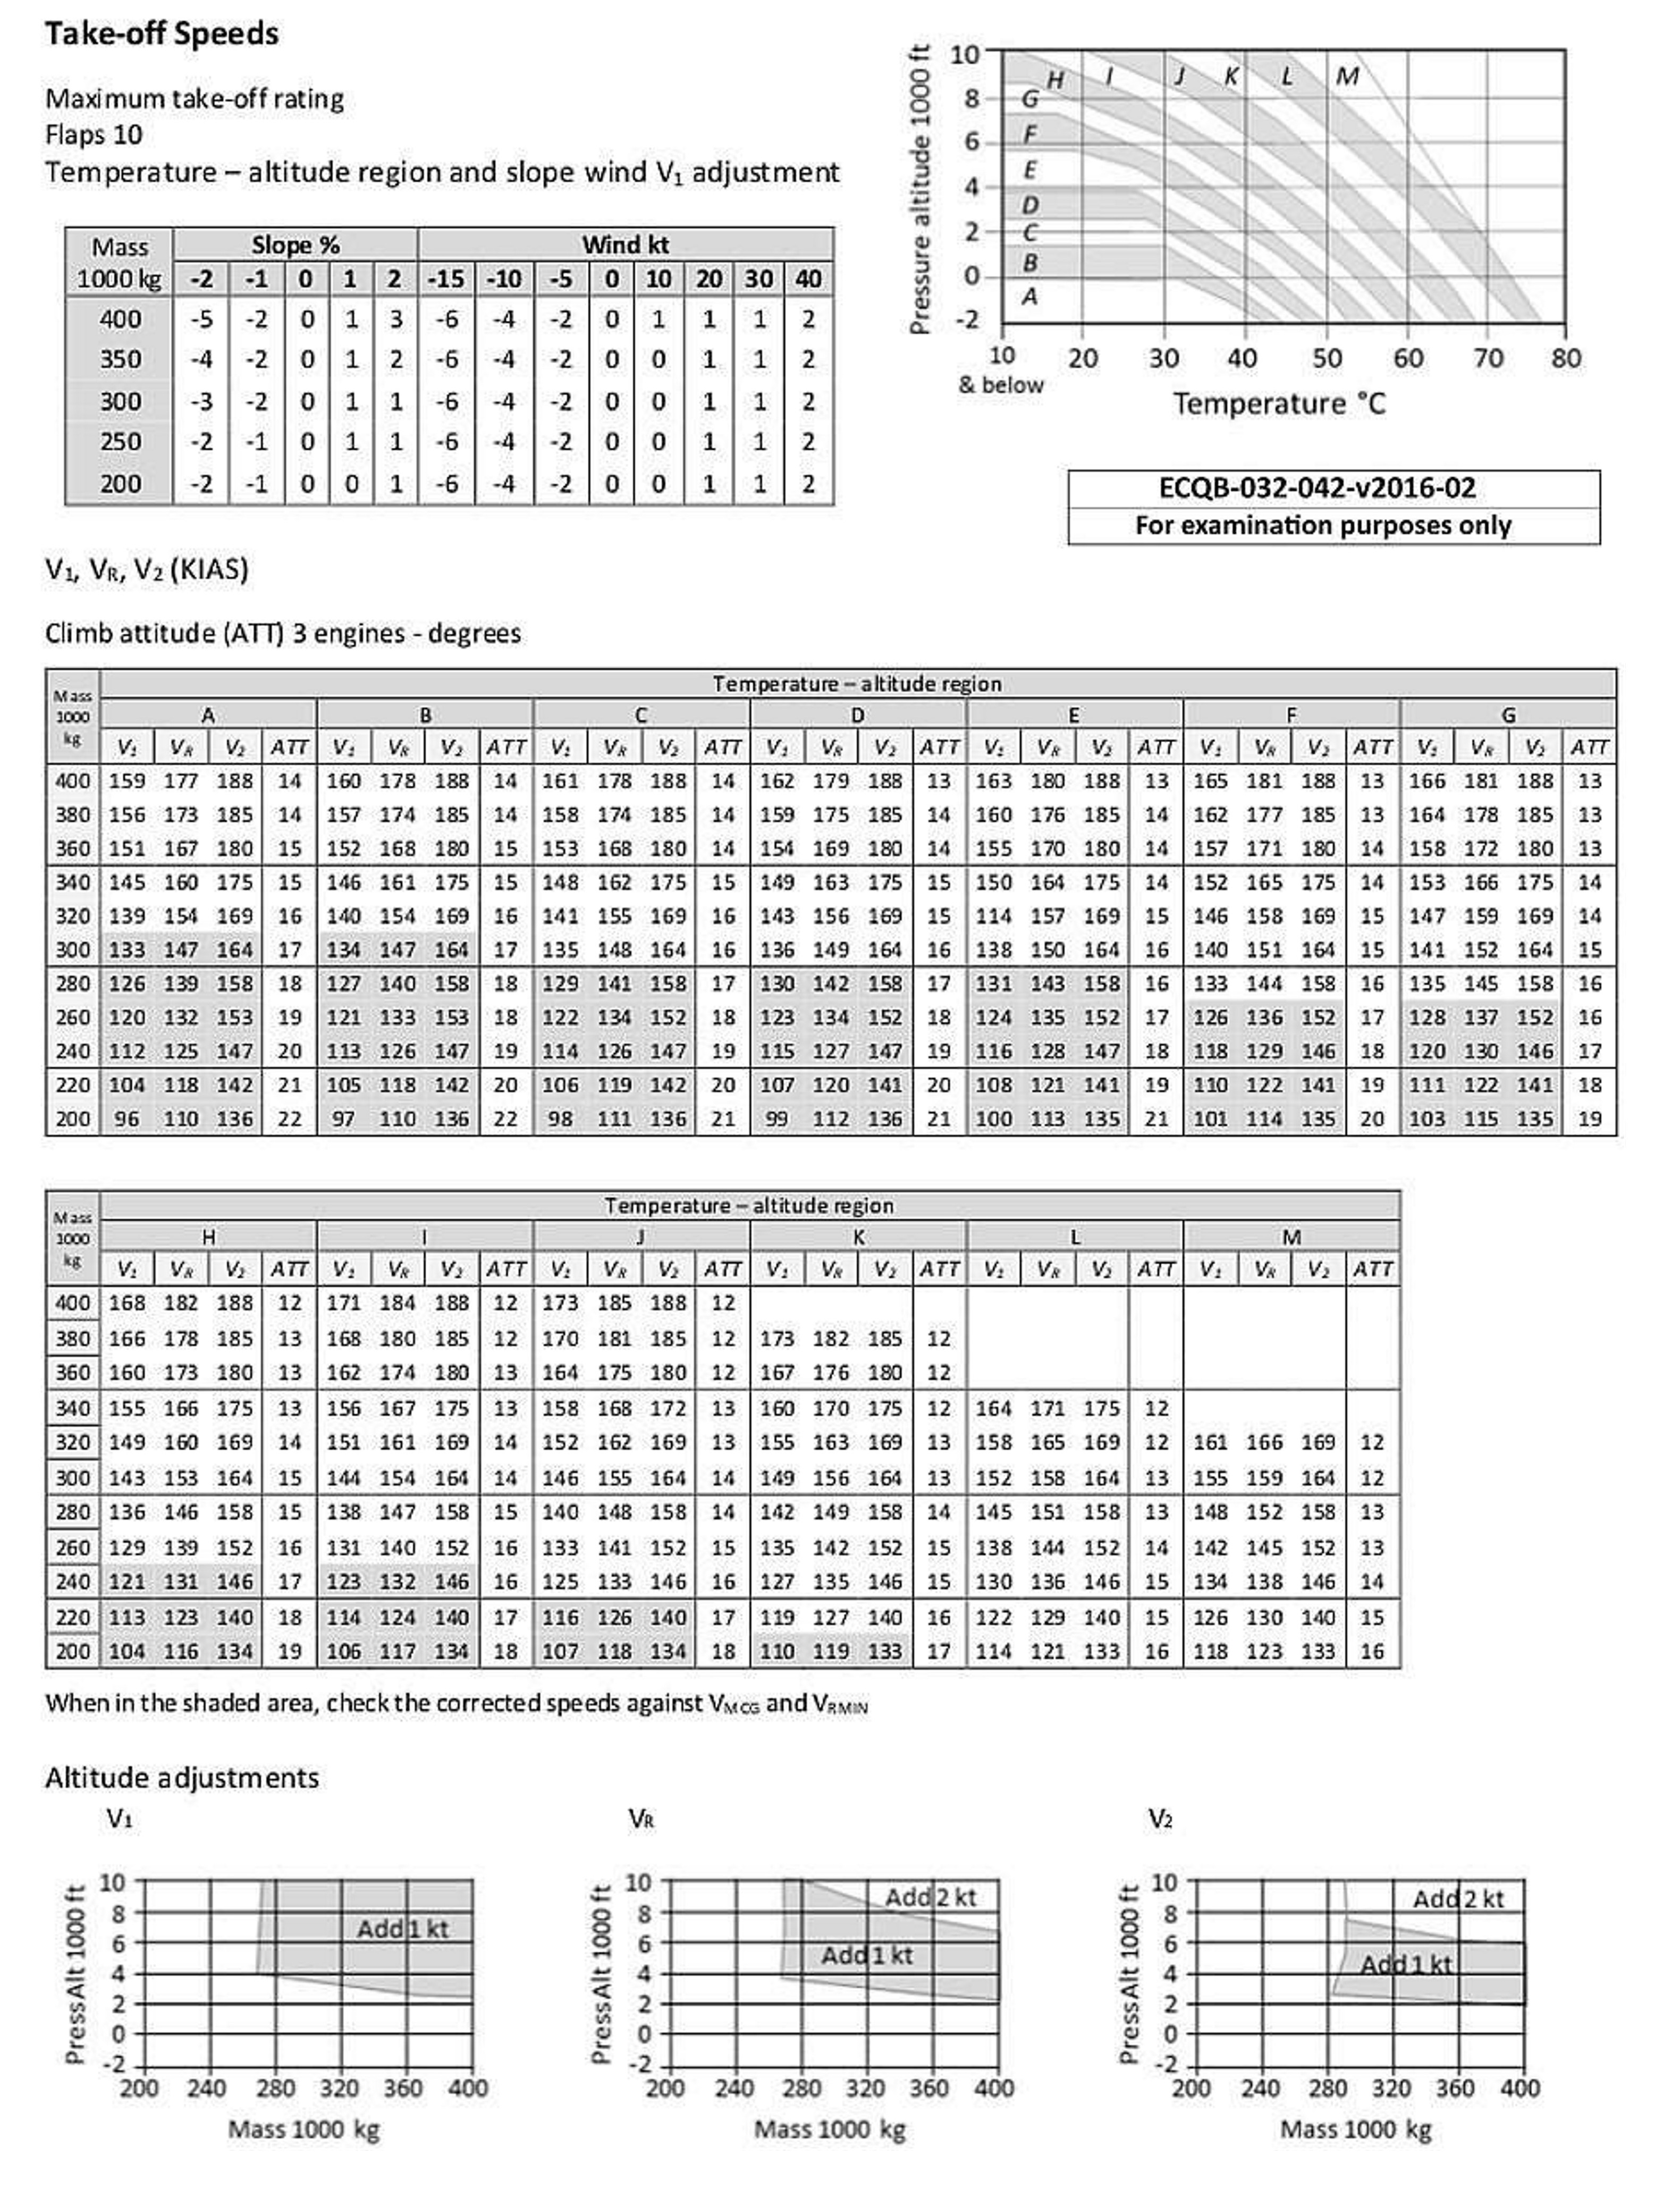 Take-off Speeds
Maximum take-off rating
Flaps 10
Temperature – altitude region and slope wind V₁ adjustment
Mass 1000 kg Slope % Wind kt
-2 -1 0 1 2 -15 -10 -5 0 10 20 30 40
400 -5 -2 0 1 3 -6 -4 -2 0 1 1 1 2
350 -4 -2 0 1 2 -6 -4 -2 0 0 1 1 2
300 -3 -2 0 1 1 -6 -4 -2 0 0 1 1 2
250 -2 -1 0 1 1 -6 -4 -2 0 0 1 1 2
200 -2 -1 0 0 1 -6 -4 -2 0 0 1 1 2
Pressure altitude 1000 ft
10
8
6
4
2
0
-2
H I J K L M
G
F
E
D
C
B
A
10 20 30 40 50 60 70 80
& below
Temperature °C
ECQB-032-042-v2016-02
For examination purposes only
V₁, VR, V₂ (KIAS)
Climb attitude (ATT) 3 engines - degrees
Mass 1000 kg
Temperature – altitude region
A B C D E F G
V₁ VR V₂ ATT V₁ VR V₂ ATT V₁ VR V₂ ATT V₁ VR V₂ ATT V₁ VR V₂ ATT V₁ VR V₂ ATT V₁ VR V₂ ATT
400 159 177 188 14 160 178 188 14 161 178 188 14 162 179 188 13 163 180 188 13 165 181 188 13 166 181 188 13
380 156 173 185 14 157 174 185 14 158 174 185 14 159 175 185 14 160 176 185 14 162 177 185 13 164 178 185 13
360 151 167 180 15 152 168 180 15 153 168 180 14 154 169 180 14 155 170 180 14 157 171 180 14 158 172 180 13
340 145 160 175 15 146 161 175 15 148 162 175 15 149 163 175 15 150 164 175 14 152 165 175 14 153 166 175 14
320 139 154 169 16 140 154 169 16 141 155 169 16 143 156 169 15 114 157 169 15 146 158 169 15 147 159 169 14
300 133 147 164 17 134 147 164 17 135 148 164 16 136 149 164 16 138 150 164 16 140 151 164 15 141 152 164 15
280 126 139 158 18 127 140 158 18 129 141 158 17 130 142 158 17 131 143 158 16 133 144 158 16 135 145 158 16
260 120 132 153 19 121 133 153 18 122 134 152 18 123 134 152 18 124 135 152 17 126 136 152 17 128 137 152 16
240 112 125 147 20 113 126 147 19 114 126 147 19 115 127 147 19 116 128 147 18 118 129 146 18 120 130 146 17
220 104 118 142 21 105 118 142 20 106 119 142 20 107 120 141 20 108 121 141 19 110 122 141 19 111 122 141 18
200 96 110 136 22 97 110 136 22 98 111 136 21 99 112 136 21 100 113 135 21 101 114 135 20 103 115 135 19
Mass 1000 kg
Temperature – altitude region
H I J K L M
V₁ VR V₂ ATT V₁ VR V₂ ATT V₁ VR V₂ ATT V₁ VR V₂ ATT V₁ VR V₂ ATT V₁ VR V₂ ATT
400 168 182 188 12 171 184 188 12 173 185 188 12
380 166 178 185 13 168 180 185 12 170 181 185 12 173 182 185 12
360 160 173 180 13 162 174 180 13 164 175 180 12 167 176 180 12
340 155 166 175 13 156 167 175 13 158 168 172 13 160 170 175 12 164 171 175 12
320 149 160 169 14 151 161 169 14 152 162 169 13 155 163 169 13 158 165 169 12 161 166 169 12
300 143 153 164 15 144 154 164 14 146 155 164 14 149 156 164 13 152 158 164 13 155 159 164 12
280 136 146 158 15 138 147 158 15 140 148 158 14 142 149 158 14 145 151 158 13 148 152 158 13
260 129 139 152 16 131 140 152 16 133 141 152 15 135 142 152 15 138 144 152 14 142 145 152 13
240 121 131 146 17 123 132 146 16 125 133 146 16 127 135 146 15 130 136 146 15 134 138 146 14
220 113 123 140 18 114 124 140 17 116 126 140 17 119 127 140 16 122 129 140 15 126 130 140 15
200 104 116 134 19 106 117 134 18 107 118 134 18 110 119 133 17 114 121 133 16 118 123 133 16
When in the shaded area, check the corrected speeds against VMCG and VRMIN
Altitude adjustments
V₁
Press Alt 1000 ft
10
8
6
4
2
0
-2
Add 1 kt
200 240 280 320 360 400
Mass 1000 kg
VR
Press Alt 1000 ft
10
8
6
4
2
0
-2
Add 2 kt
Add 1 kt
200 240 280 320 360 400
Mass 1000 kg
V₂
Press Alt 1000 ft
10
8
6
4
2
0
-2
Add 2 kt
Add 1 kt
200 240 280 320 360 400
Mass 1000 kg